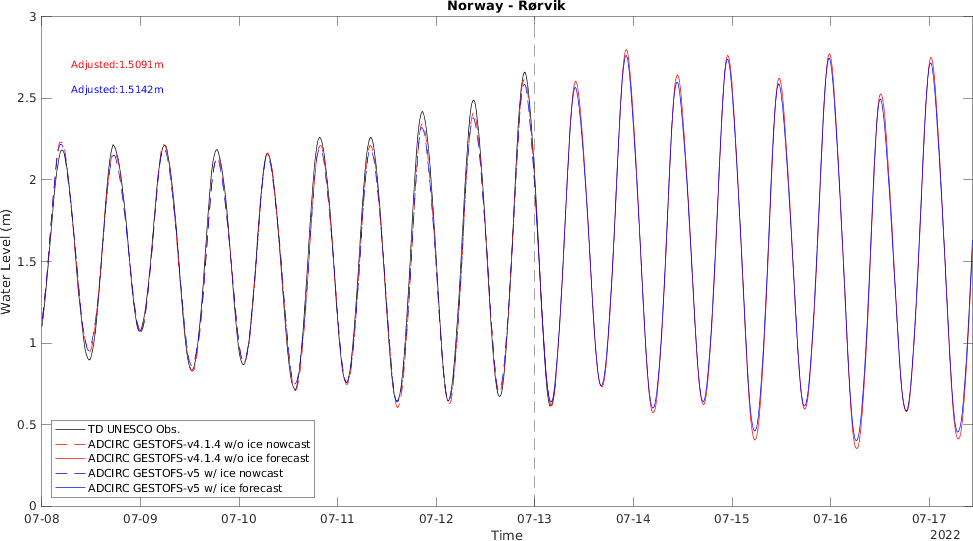 Norway - Rørvik
3
2.5
2
1.5
1
0.5
0
Water Level (m)
Adjusted:1.5091m
Adjusted:1.5142m
TD UNESCO Obs.
ADCIRC GESTOFS-v4.1.4 w/o ice nowcast
ADCIRC GESTOFS-v4.1.4 w/o ice forecast
ADCIRC GESTOFS-v5 w/ ice nowcast
ADCIRC GESTOFS-v5 w/ ice forecast
07-08 07-09 07-10 07-11 07-12 07-13 07-14 07-15 07-16 07-17
Time
2022